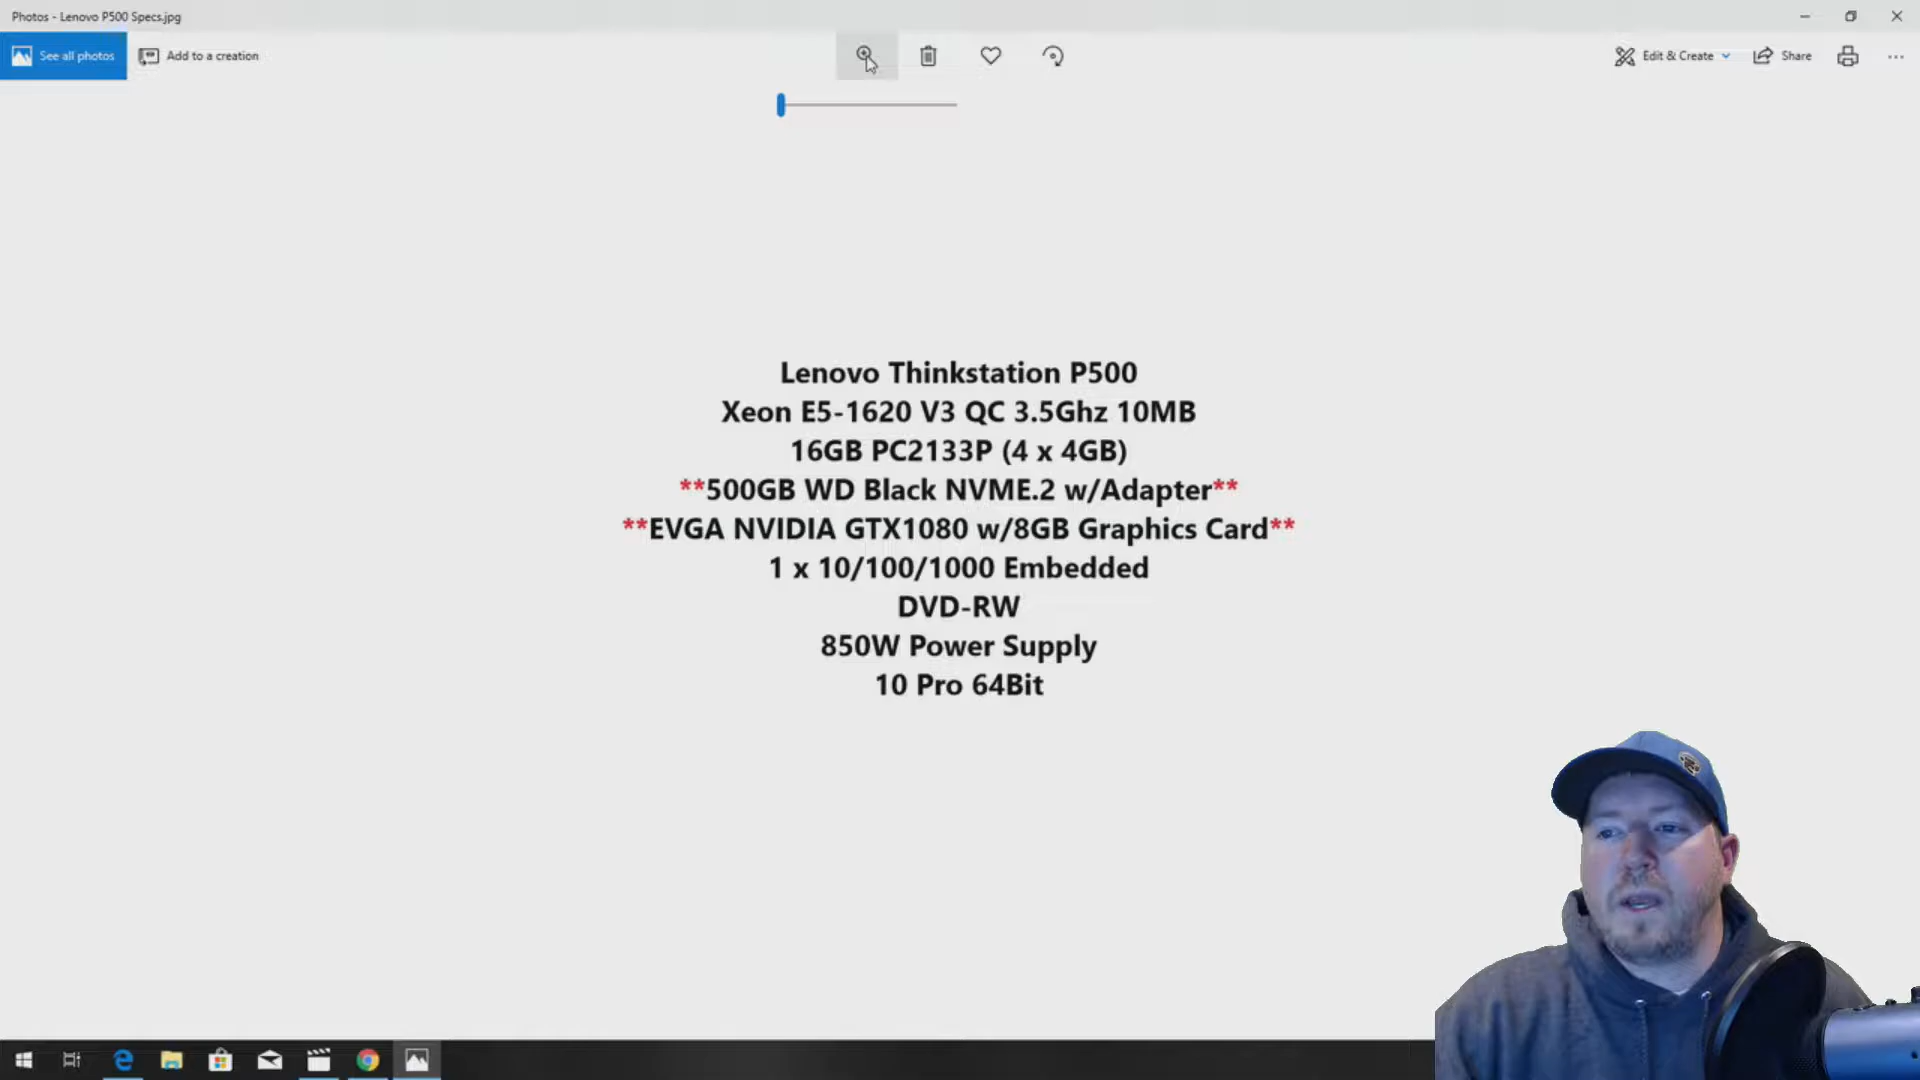 Photos - Lenovo P500 Specs.jpg
See all photos
Add to a creation
Edit & Create
Share
Lenovo Thinkstation P500
Xeon E5-1620 V3 QC 3.5Ghz 10MB
16GB PC2133P (4 x 4GB)
**500GB WD Black NVME.2 w/Adapter**
**EVGA NVIDIA GTX1080 w/8GB Graphics Card**
1 x 10/100/1000 Embedded
DVD-RW
850W Power Supply
10 Pro 64Bit